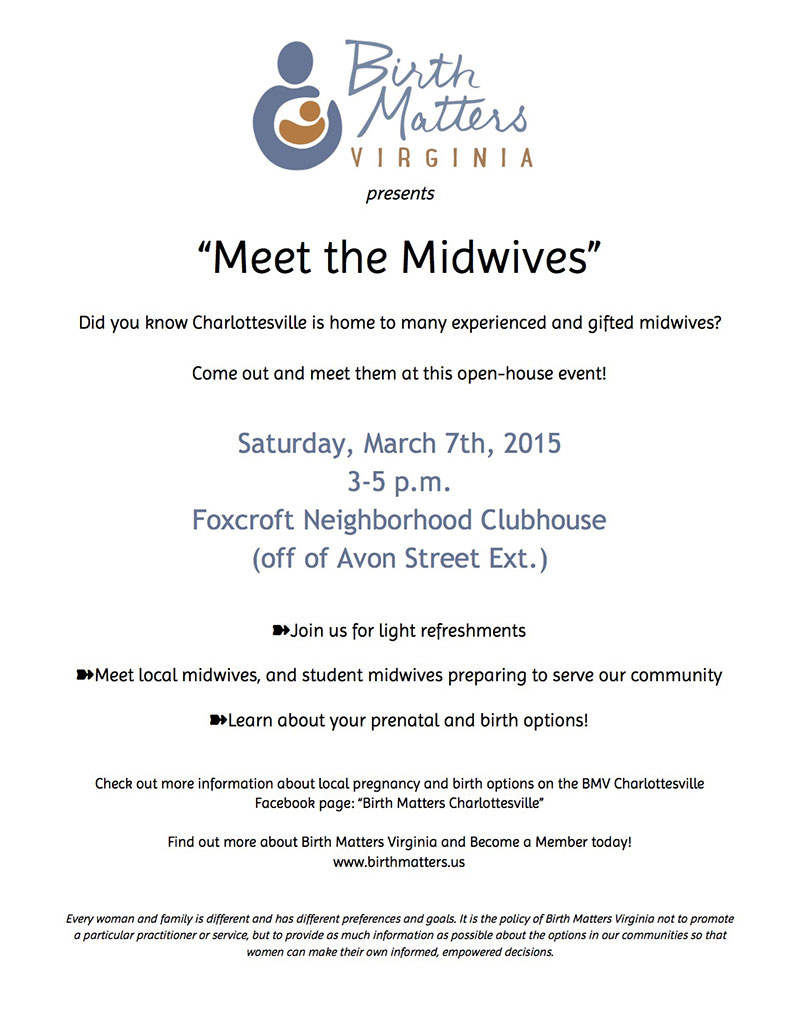 Birth
Matters
VIRGINIA
presents
“Meet the Midwives”
Did you know Charlottesville is home to many experienced and gifted midwives?
Come out and meet them at this open-house event!
Saturday, March 7th, 2015
3-5 p.m.
Foxcroft Neighborhood Clubhouse
(off of Avon Street Ext.)
➽Join us for light refreshments
➽Meet local midwives, and student midwives preparing to serve our community
➽Learn about your prenatal and birth options!
Check out more information about local pregnancy and birth options on the BMV Charlottesville
Facebook page: “Birth Matters Charlottesville”
Find out more about Birth Matters Virginia and Become a Member today!
www.birthmatters.us
Every woman and family is different and has different preferences and goals. It is the policy of Birth Matters Virginia not to promote
a particular practitioner or service, but to provide as much information as possible about the options in our communities so that
women can make their own informed, empowered decisions.